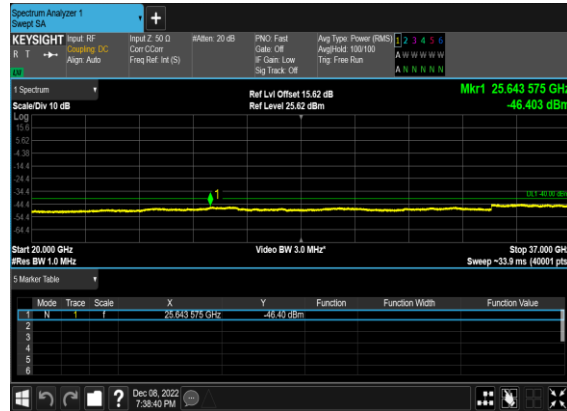 Spectrum Analyzer 1
Swept SA
+
KEYSIGHT Input: RF Input Z: 50 Ω #Atten: 20 dB PNO: Fast Avg Type: Power (RMS) 1 2 3 4 5 6
R T Coupling: DC Corr CCorr Gate: Off Avg|Hold: 100/100 A W W W W W
Align: Auto Freq Ref: Int (S) IF Gain: Low Trig: Free Run
Sig Track: Off A N N N N N
1 Spectrum Ref Lvl Offset 15.62 dB Mkr1 25.643 575 GHz
Scale/Div 10 dB Ref Level 25.62 dBm -46.403 dBm
Log
15.6
5.62
-4.38
-14.4
-24.4
-34.4 1 DL1 -40.00 dBm
-44.4
-54.4
-64.4
Start 20.000 GHz Video BW 3.0 MHz* Stop 37.000 GHz
#Res BW 1.0 MHz Sweep ~33.9 ms (40001 pts)
5 Marker Table
Mode Trace Scale X Y Function Function Width Function Value
1 N 1 f 25.643 575 GHz -46.40 dBm
2
3
4
5
6
? Dec 08, 2022
7:38:40 PM